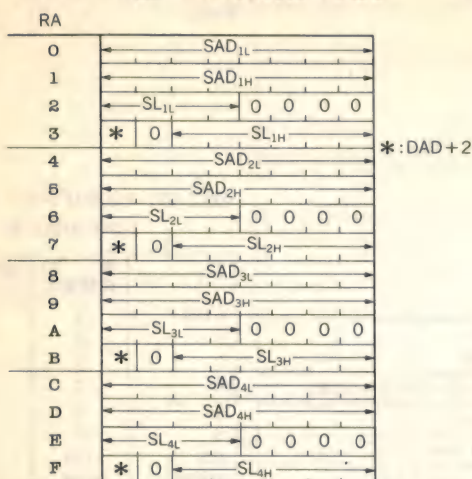 RA
0 SAD1L
1 SAD1H
2 SL1L 0 0 0 0
3 * 0 SL1H
*:DAD+2
4 SAD2L
5 SAD2H
6 SL2L 0 0 0 0
7 * 0 SL2H
8 SAD3L
9 SAD3H
A SL3L 0 0 0 0
B * 0 SL3H
C SAD4L
D SAD4H
E SL4L 0 0 0 0
F * 0 SL4H